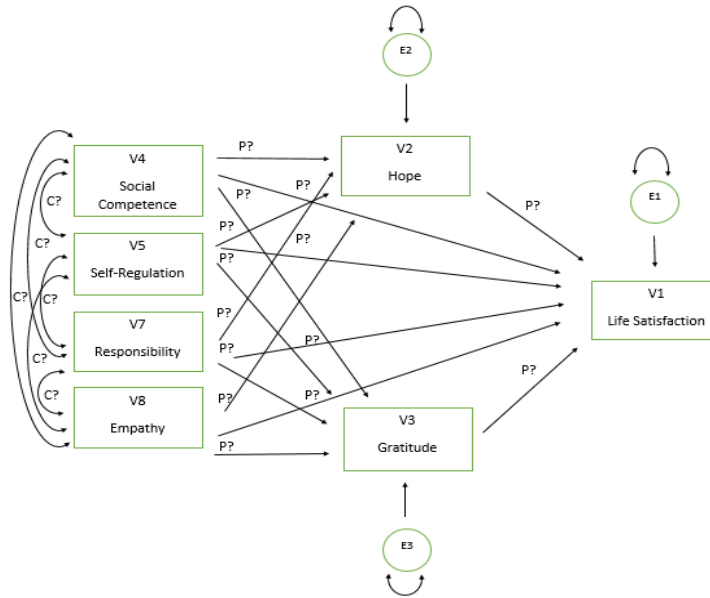 E2
V4
Social
Competence
P?
V2
Hope
P?
P?
E1
C?
P?
P?
V5
Self-Regulation
C?
P?
P?
C?
C?
V1
Life Satisfaction
V7
Responsibility
P?
P?
C?
P?
V8
Empathy
C?
P?
P?
V3
Gratitude
E3